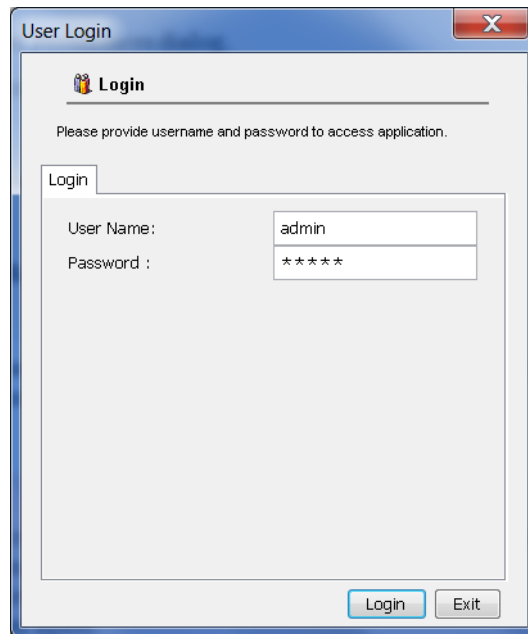 User Login
Login
Please provide username and password to access application.
Login
User Name: admin
Password : *****
Login Exit